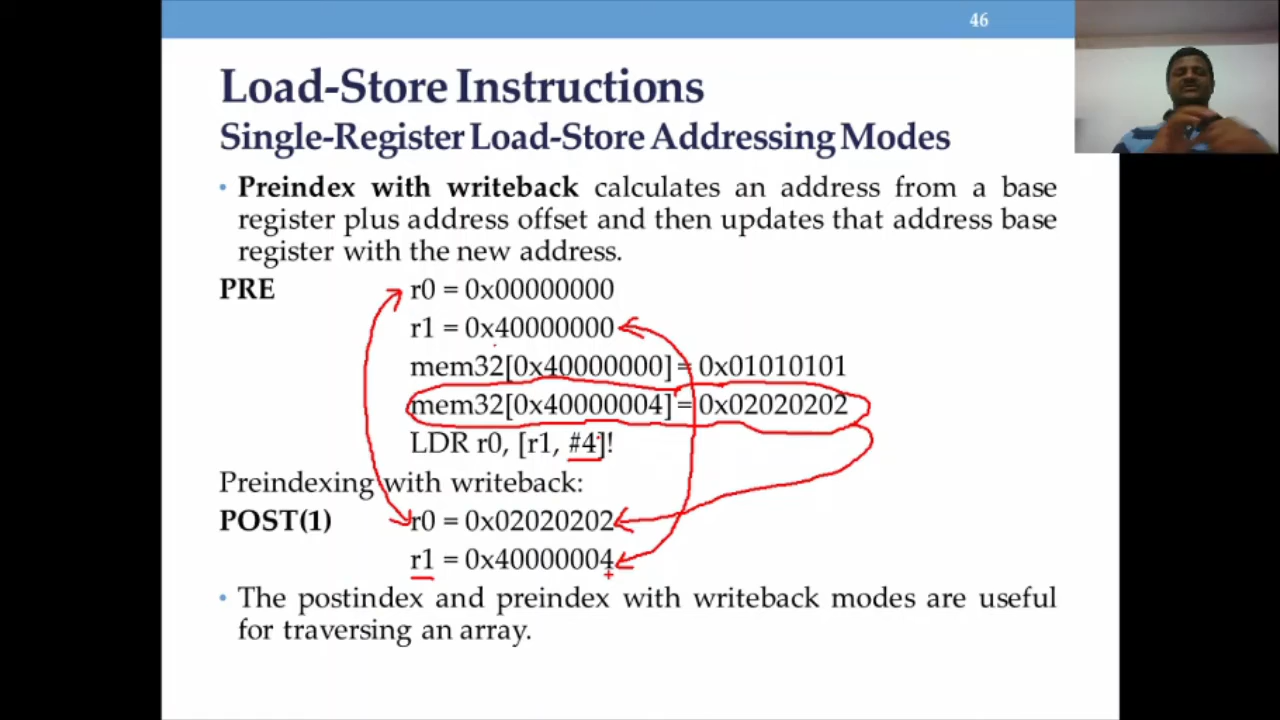 46
Load-Store Instructions
Single-Register Load-Store Addressing Modes
• Preindex with writeback calculates an address from a base
register plus address offset and then updates that address base
register with the new address.
PRE r0 = 0x00000000
r1 = 0x40000000
mem32[0x40000000] = 0x01010101
mem32[0x40000004] = 0x02020202
LDR r0, [r1, #4]!
Preindexing with writeback:
POST(1) r0 = 0x02020202
r1 = 0x40000004
• The postindex and preindex with writeback modes are useful
for traversing an array.